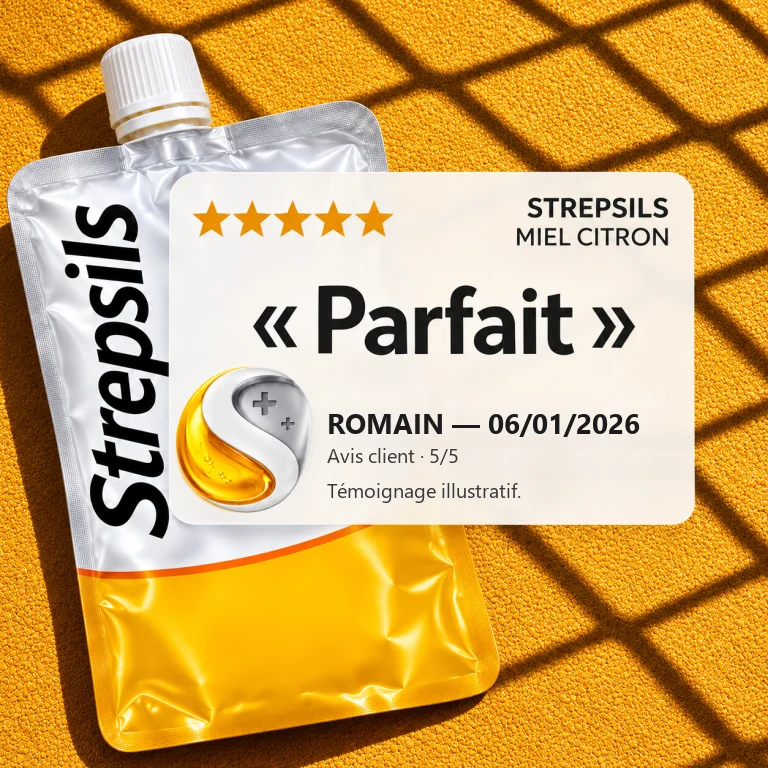 Strepsils
STREPSILS
MIEL CITRON
« Parfait »
ROMAIN — 06/01/2026
Avis client · 5/5
Témoignage illustratif.